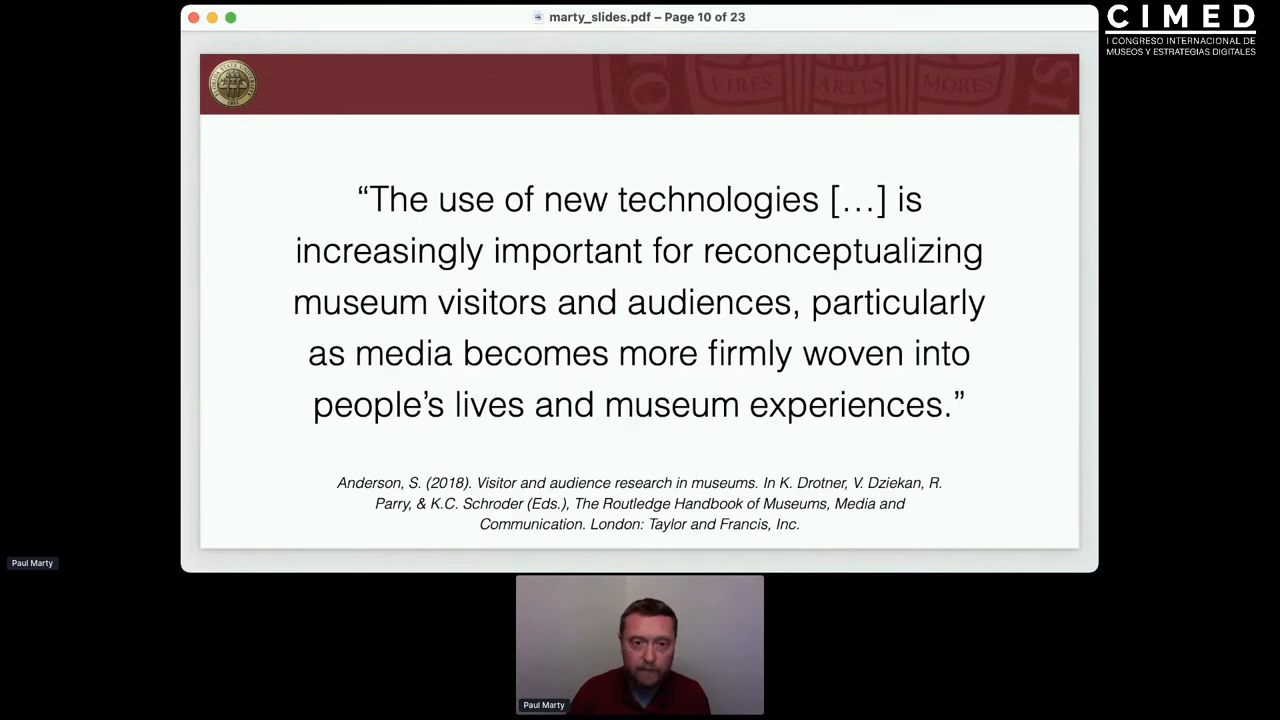 marty_slides.pdf – Page 10 of 23
CIMED
I CONGRESO INTERNACIONAL DE
MUSEOS Y ESTRATEGIAS DIGITALES
VIRES ARTES MORES
“The use of new technologies […] is
increasingly important for reconceptualizing
museum visitors and audiences, particularly
as media becomes more firmly woven into
people’s lives and museum experiences.”
Anderson, S. (2018). Visitor and audience research in museums. In K. Drotner, V. Dziekan, R.
Parry, & K.C. Schroder (Eds.), The Routledge Handbook of Museums, Media and
Communication. London: Taylor and Francis, Inc.
Paul Marty
Paul Marty